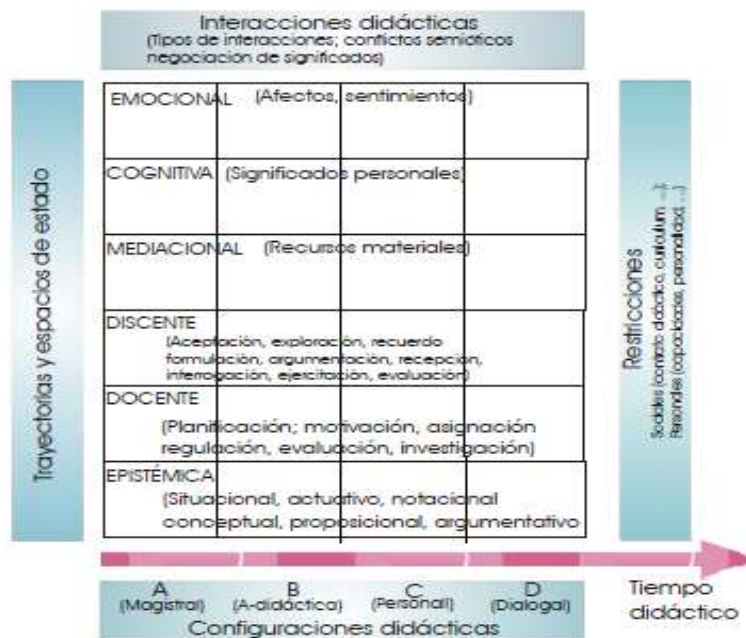 Interacciones didácticas
(Tipos de interacciones; conflictos semióticos
negociación de significados)
Trayectorias y espacios de estado
EMOCIONAL (Afectos, sentimientos)
COGNITIVA (Significados personales)
MEDIACIONAL (Recursos materiales)
DISCENTE
(Aceptación, exploración, recuerdo
formulación, argumentación, recepcion,
interrogación, ejercitación, evaluación)
DOCENTE
(Planificación; motivación, asignación
regulación, evaluación, investigación)
EPISTÉMICA
(Situacional, actuativo, notacional
conceptual, proposicional, argumentativo
Restricciones
Sociales (contrato didáctico, curriculum, ...);
Personales (capacidades, personalidad, ...)
A
(Magistral)
B
(A-didáctica)
C
(Personal)
D
(Dialogal)
Configuraciones didácticas
Tiempo
didáctico